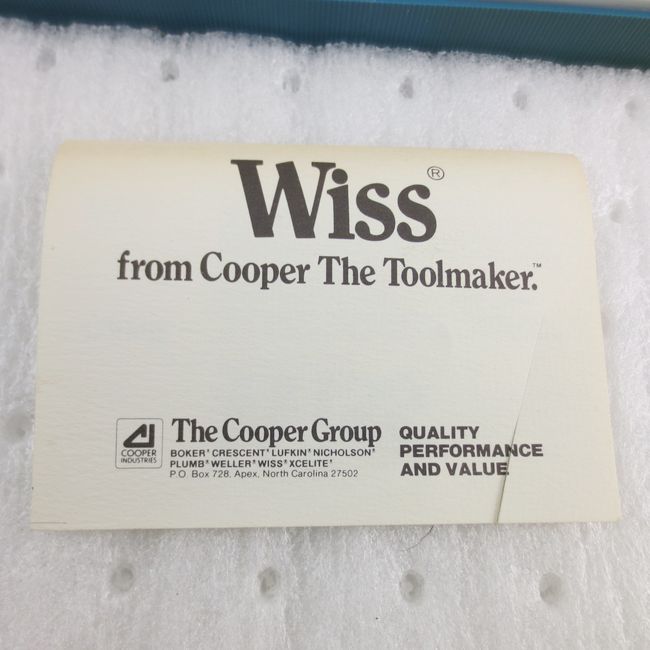 Wiss®
from Cooper The Toolmaker.™
COOPER
INDUSTRIES
The Cooper Group
BOKER® CRESCENT® LUFKIN® NICHOLSON®
PLUMB® WELLER® WISS® XCELITE®
P.O. Box 728, Apex, North Carolina 27502
QUALITY
PERFORMANCE
AND VALUE